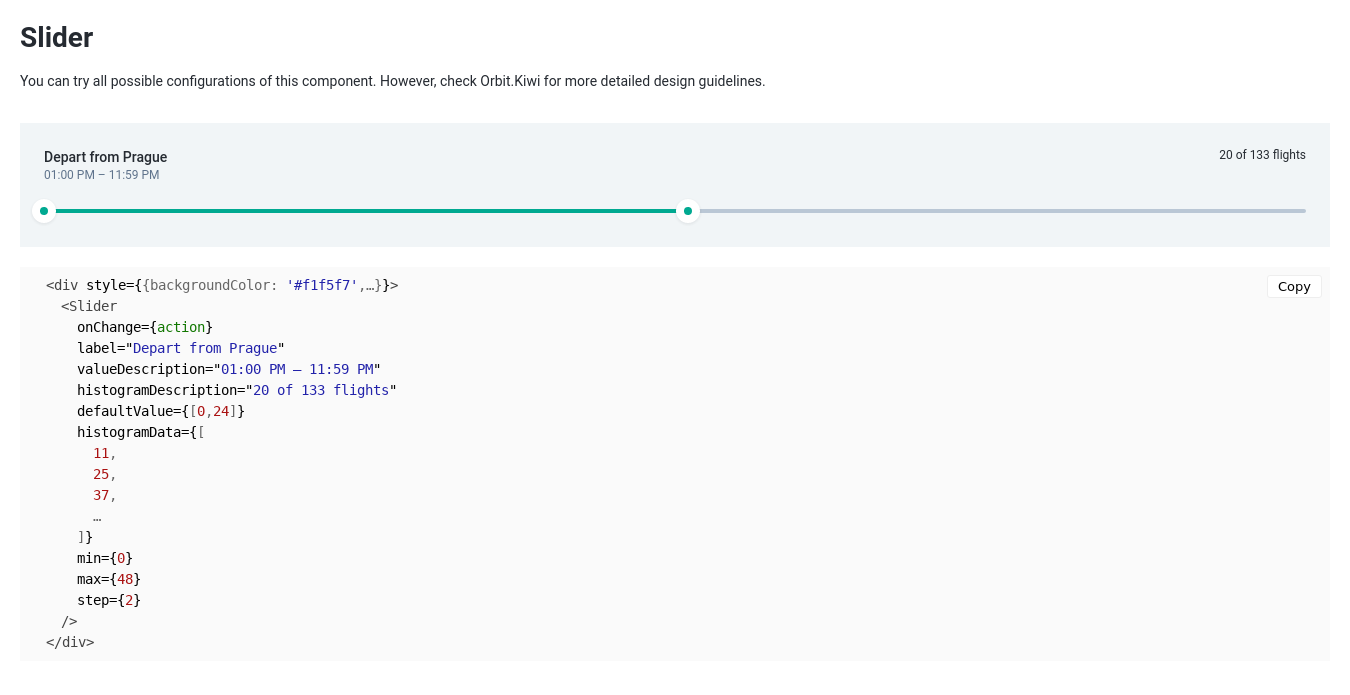 Slider
You can try all possible configurations of this component. However, check Orbit.Kiwi for more detailed design guidelines.
Depart from Prague
20 of 133 flights
01:00 PM – 11:59 PM
<div style={{backgroundColor: '#f1f5f7',…}}>
Copy
<Slider
onChange={action}
label="Depart from Prague"
valueDescription="01:00 PM – 11:59 PM"
histogramDescription="20 of 133 flights"
defaultValue={[0,24]}
histogramData={[
11,
25,
37,
…
]}
min={0}
max={48}
step={2}
/>
</div>